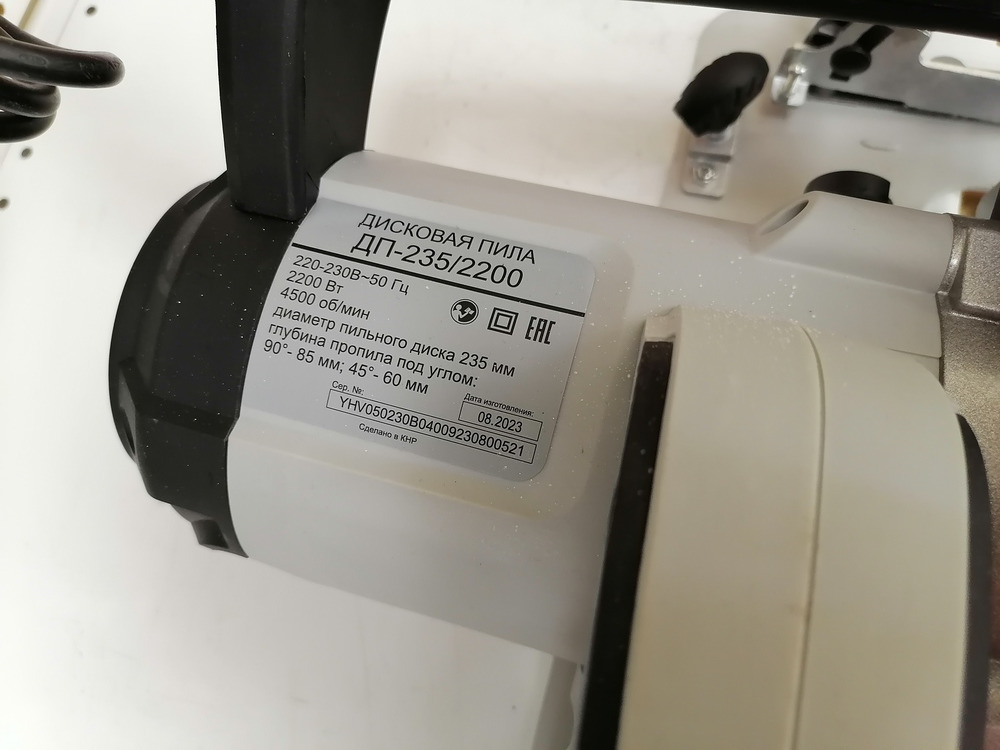 ДИСКОВАЯ ПИЛА
ДП-235/2200
220-230В~50 Гц
2200 Вт
4500 об/мин
EAC
диаметр пильного диска 235 мм
глубина пропила под углом:
90°- 85 мм; 45°- 60 мм
Сер. №:
Дата изготовления:
08.2023
YHV050230B04009230800521
Сделано в КНР